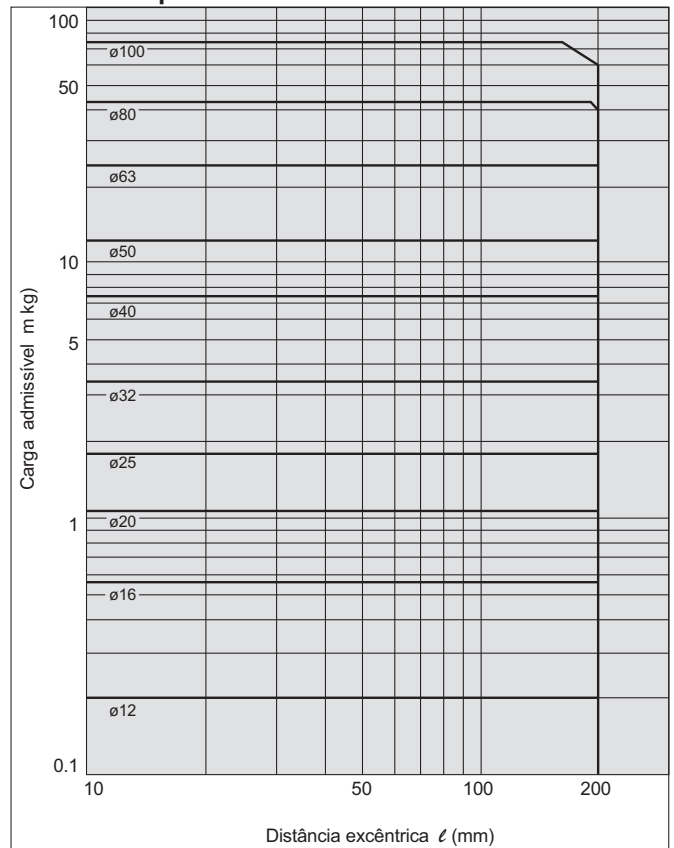 100
ø100
50
ø80
ø63
ø50
10
ø40
5
ø32
ø25
ø20
1
ø16
ø12
0.1
10 50 100 200
Carga admissível m kg)
Distância excêntrica ℓ (mm)